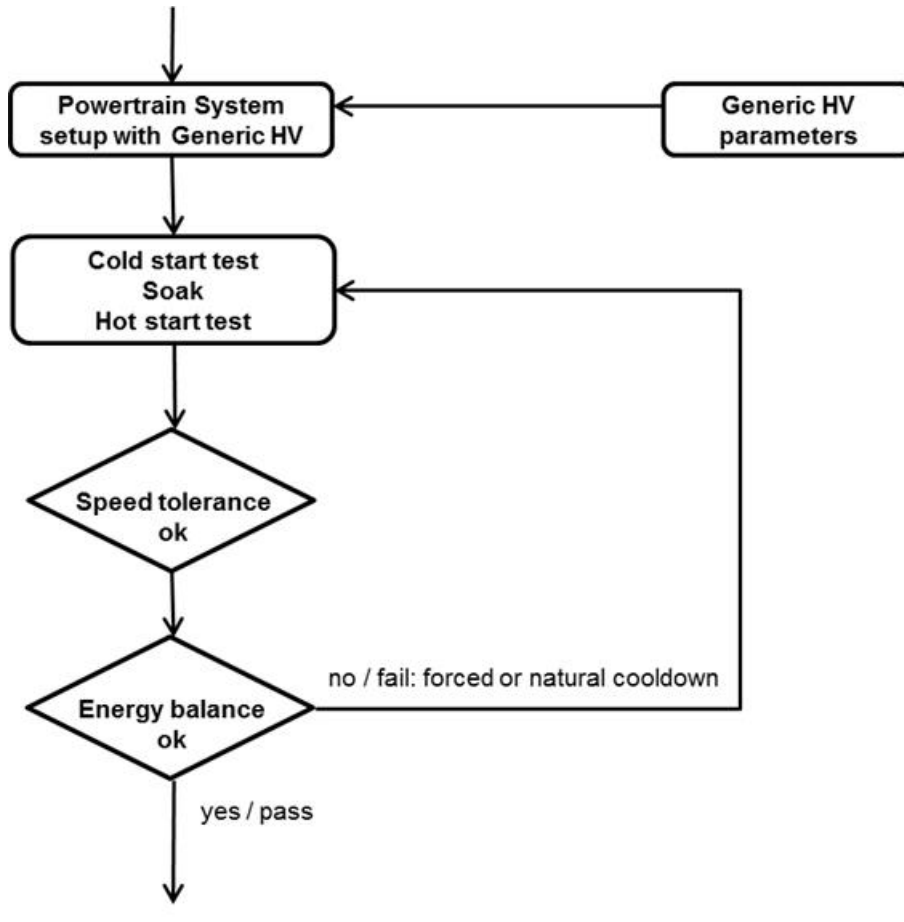 Powertrain System
setup with Generic HV
Generic HV
parameters
Cold start test
Soak
Hot start test
Speed tolerance
ok
no / fail: forced or natural cooldown
Energy balance
ok
yes / pass